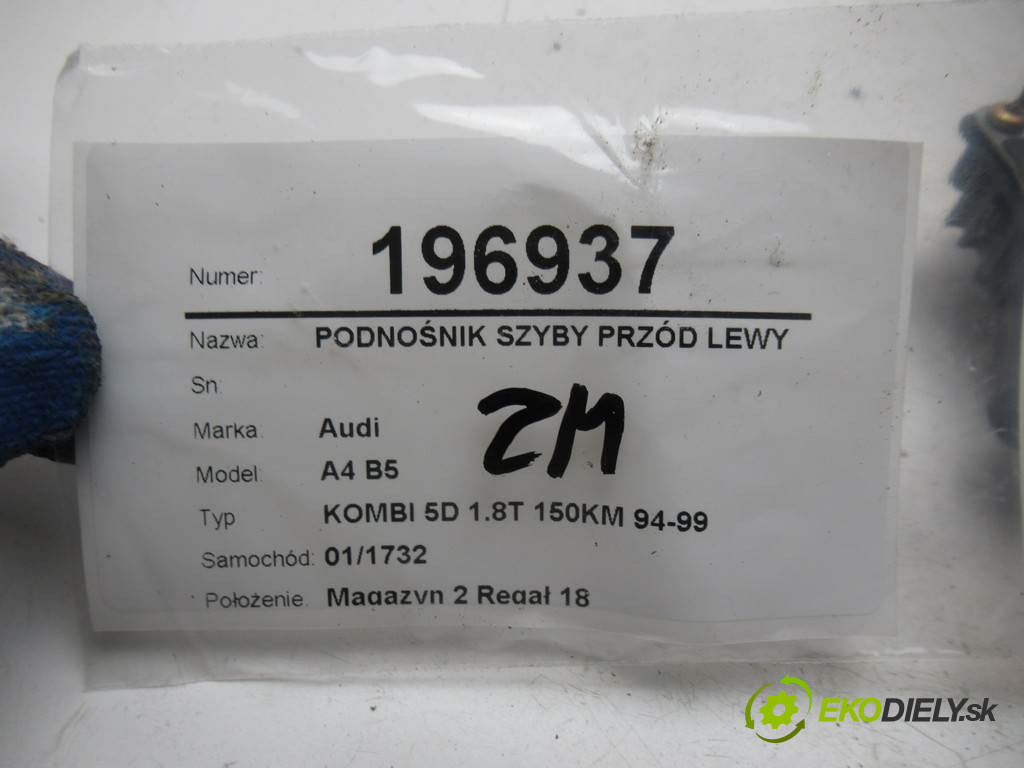 Numer: 196937
Nazwa: PODNOŚNIK SZYBY PRZÓD LEWY
Sn:
ZM
Marka: Audi
Model: A4 B5
Typ KOMBI 5D 1.8T 150KM 94-99
Samochód: 01/1732
Położenie: Magazyn 2 Regał 18
EKODIELY.sk